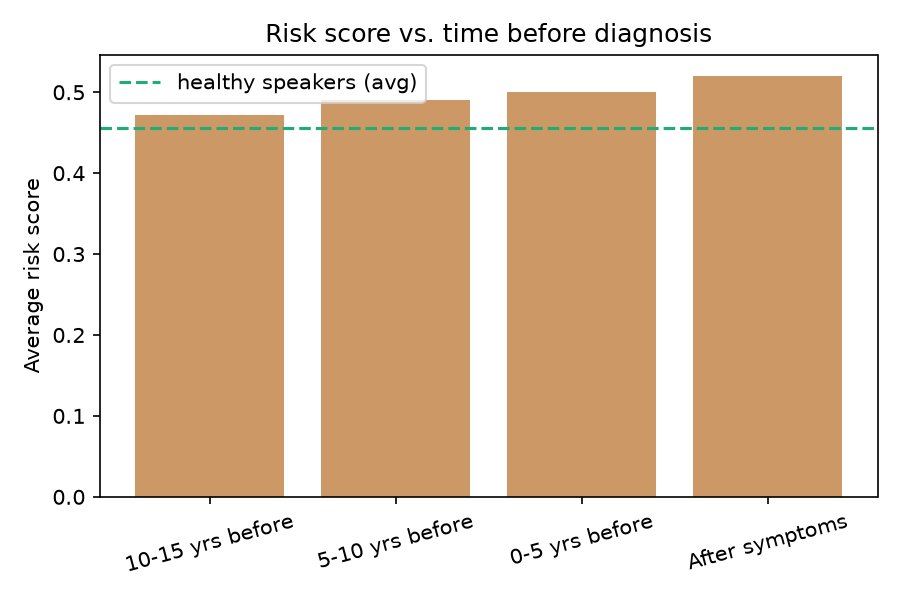 Risk score vs. time before diagnosis
healthy speakers (avg)
Average risk score
0.5
0.4
0.3
0.2
0.1
0.0
10-15 yrs before
5-10 yrs before
0-5 yrs before
After symptoms